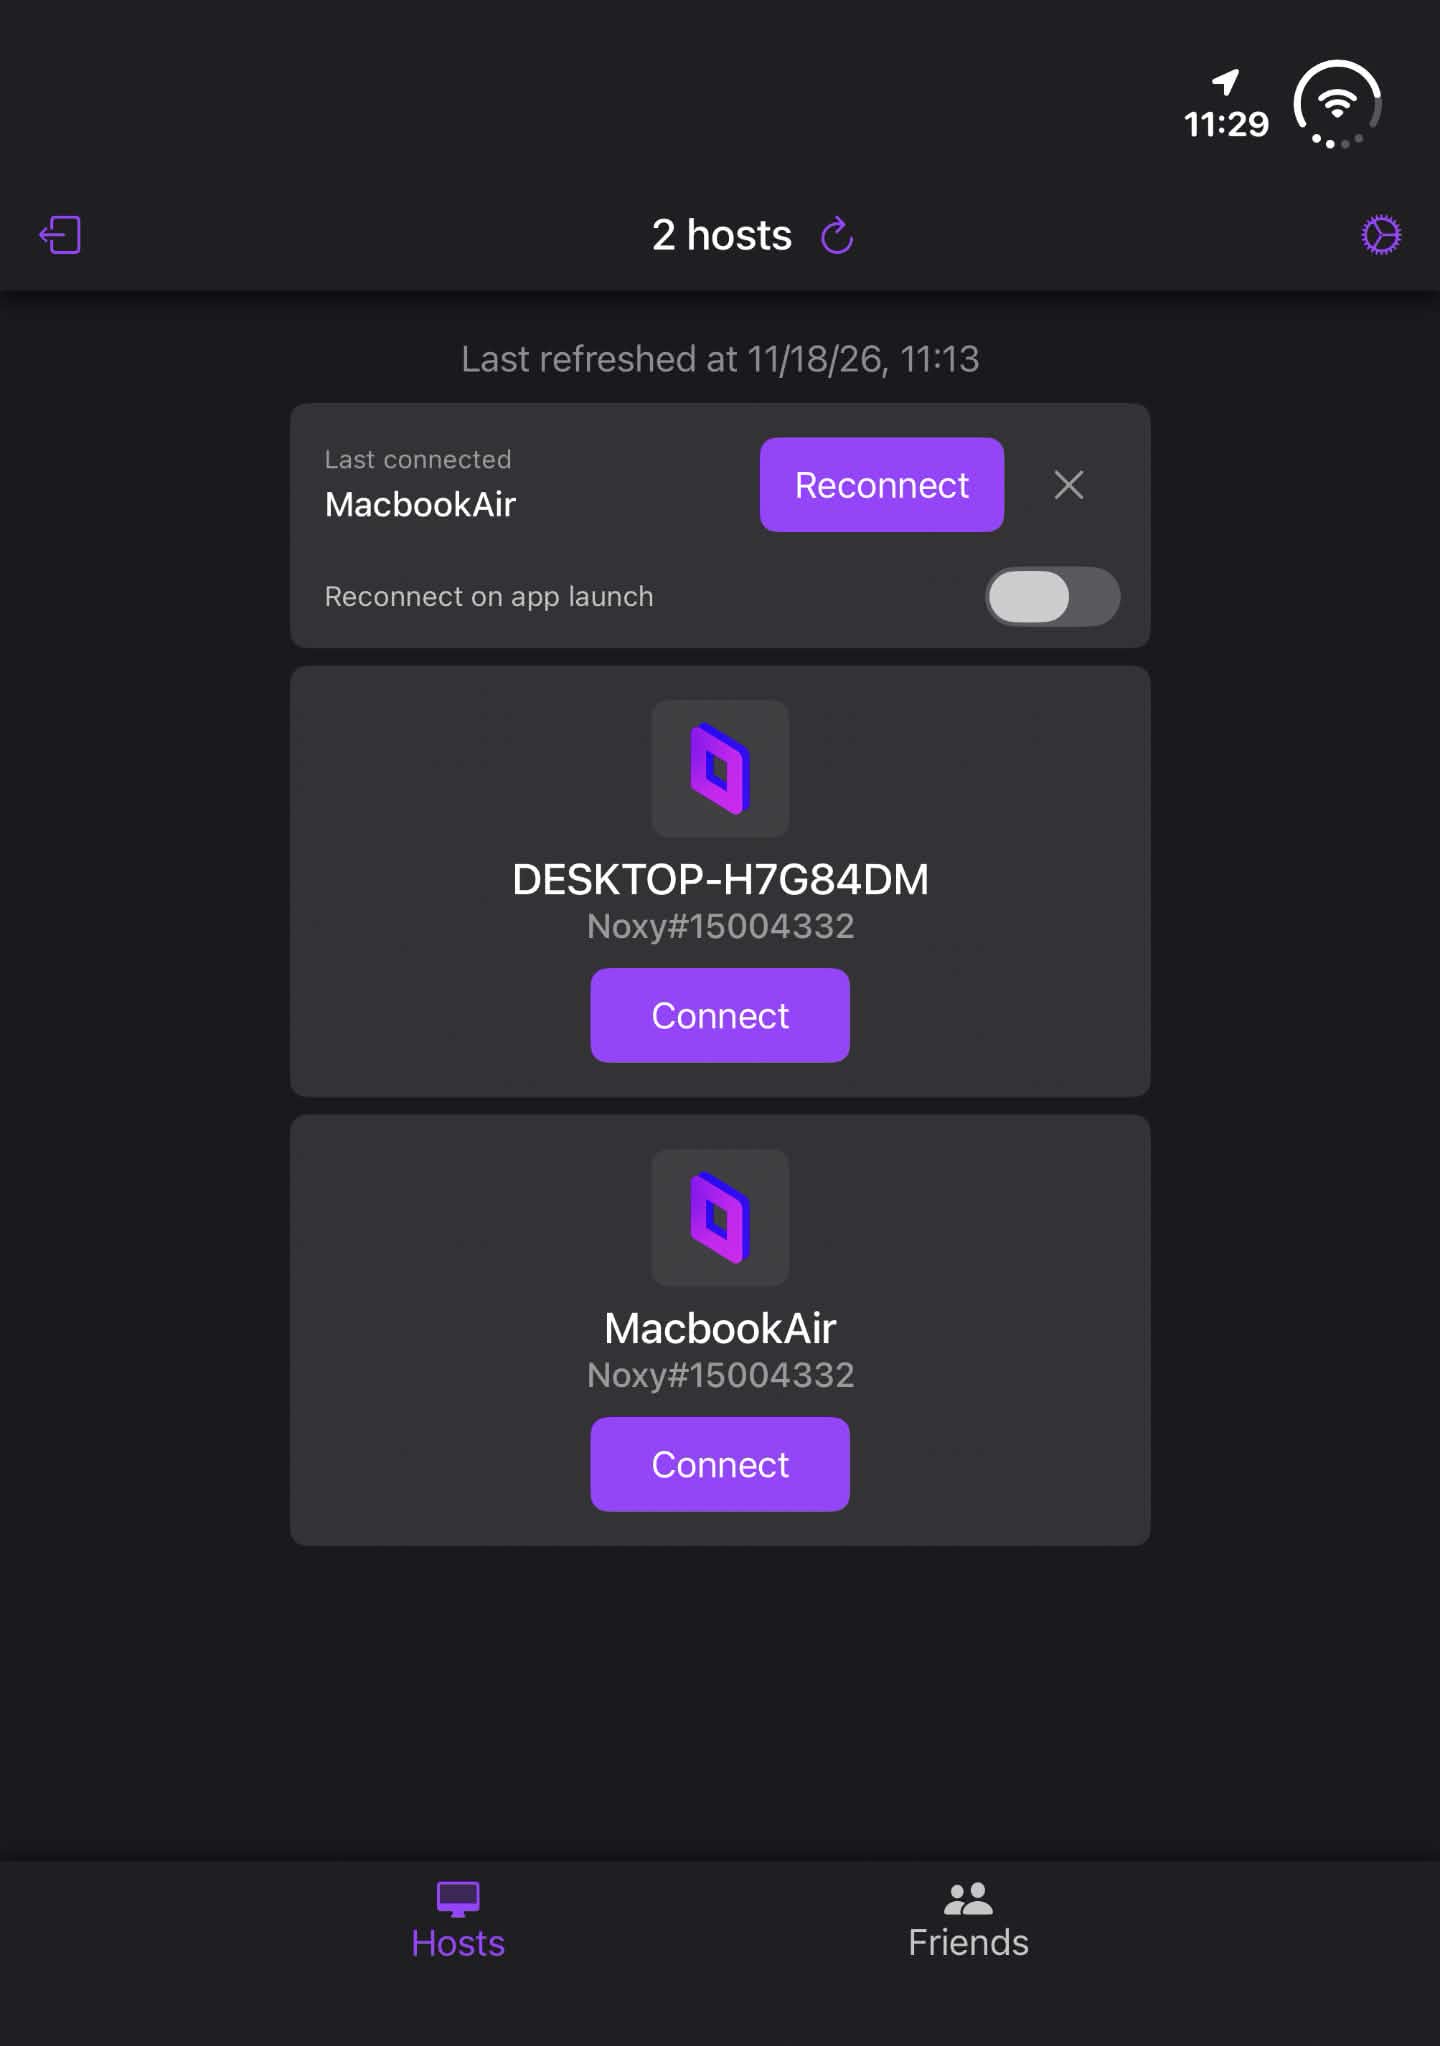 11:29
2 hosts
Last refreshed at 11/18/26, 11:13
Last connected
MacbookAir
Reconnect
Reconnect on app launch
DESKTOP-H7G84DM
Noxy#15004332
Connect
MacbookAir
Noxy#15004332
Connect
Hosts
Friends